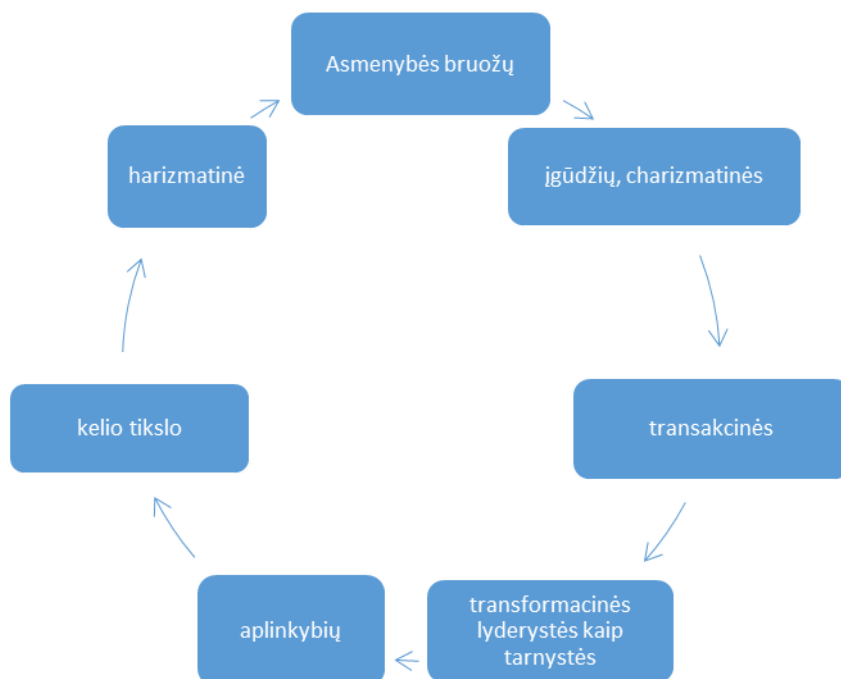 Asmenybės bruožų
įgūdžių, charizmatinės
transakcinės
transformacinės
lyderystės kaip
tarnystės
aplinkybių
kelio tikslo
harizmatinė